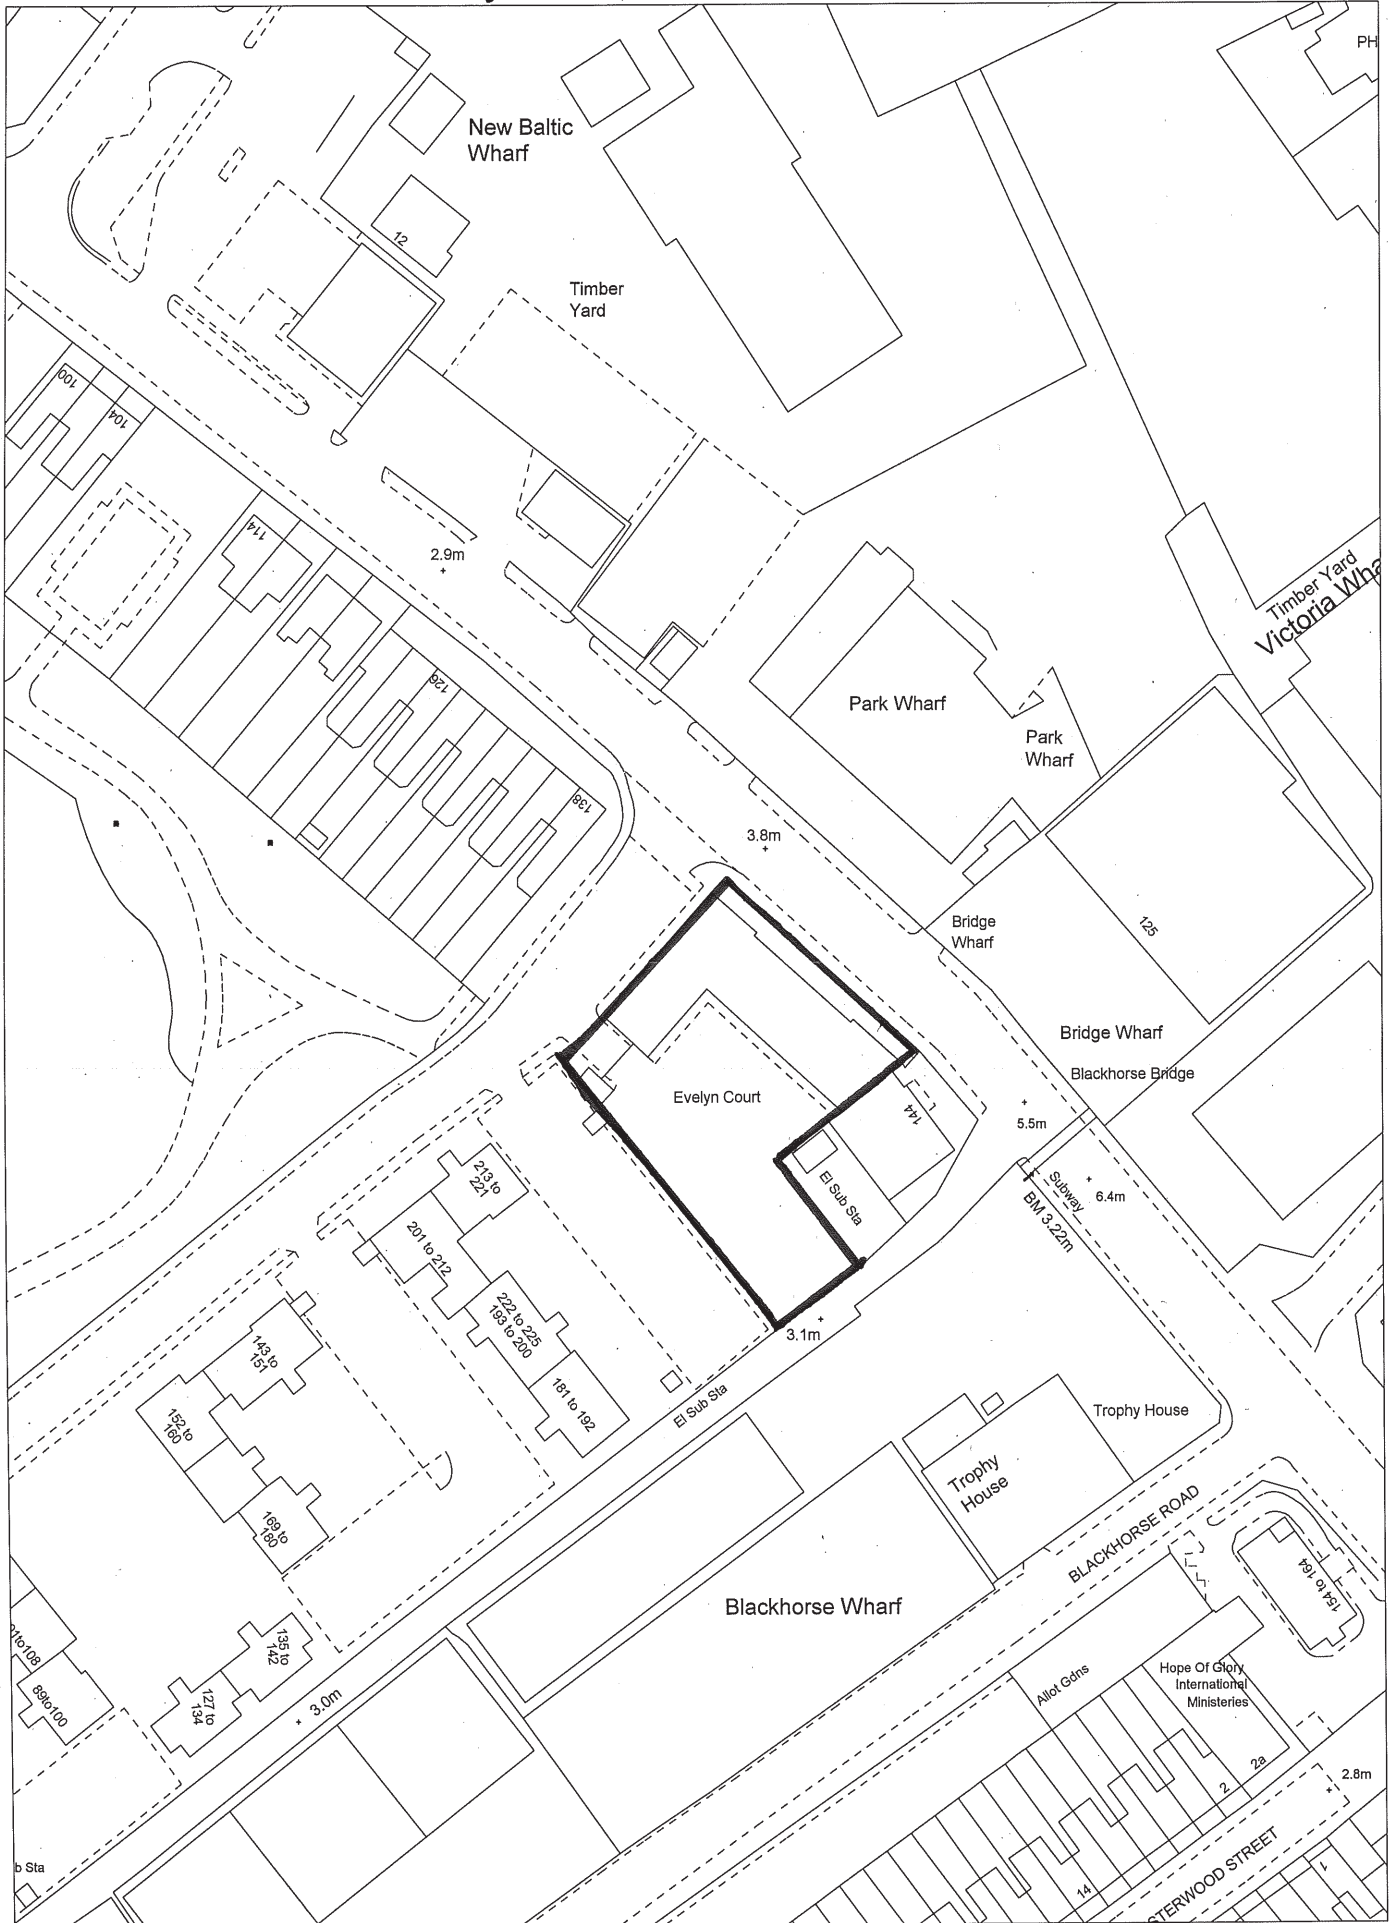 PH
New Baltic
Wharf
12
Timber
Yard
100
104
114
2.9m
Timber Yard
126
Park Wharf
Park
Wharf
138
3.8m
Bridge
Wharf
125
Bridge Wharf
Blackhorse Bridge
Evelyn Court
144
5.5m
El Sub Sta
Subway
6.4m
BM 3.22m
213 to
221
201 to 212
222 to 225
193 to 200
181 to 192
3.1m
El Sub Sta
143 to
151
152 to
160
169 to
180
Trophy House
Trophy
House
BLACKHORSE ROAD
154 to 164
Blackhorse Wharf
135 to
142
127 to
134
89to100
3.0m
Allot Gdns
Hope Of Glory
International
Ministeries
2
2a
2.8m
14
1
STERWOOD STREET
b Sta